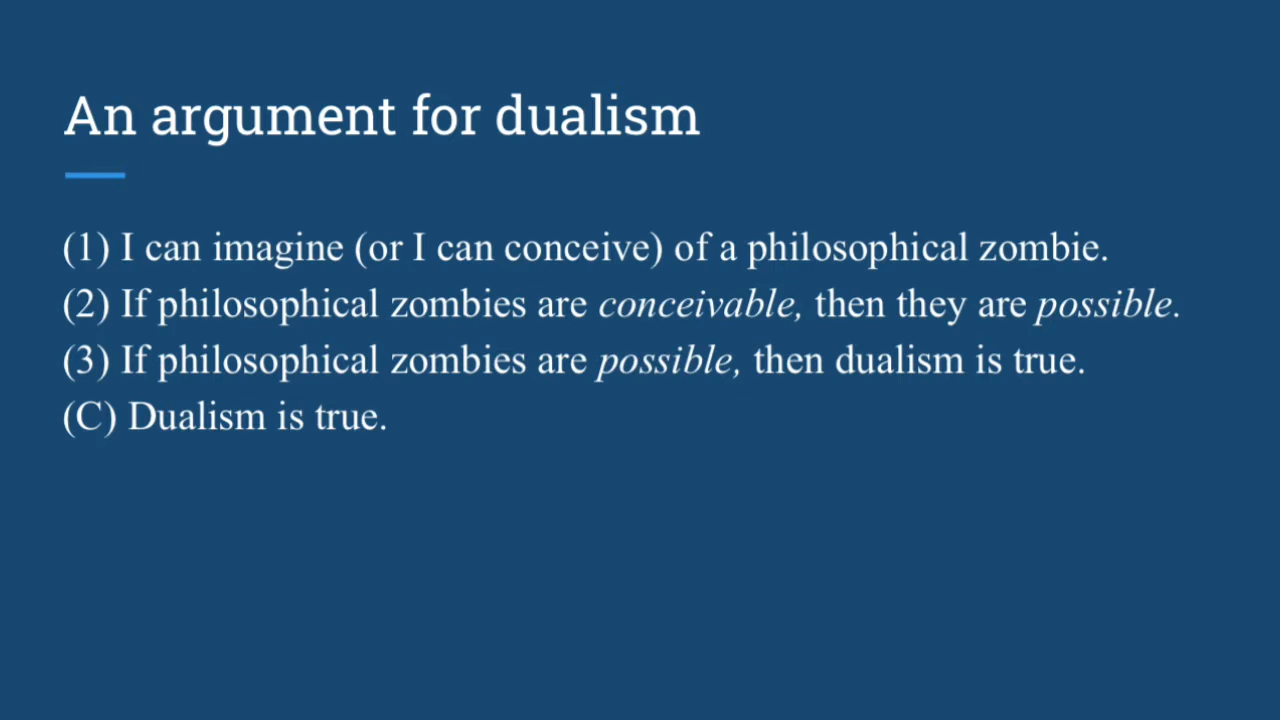 An argument for dualism
(1) I can imagine (or I can conceive) of a philosophical zombie.
(2) If philosophical zombies are conceivable, then they are possible.
(3) If philosophical zombies are possible, then dualism is true.
(C) Dualism is true.